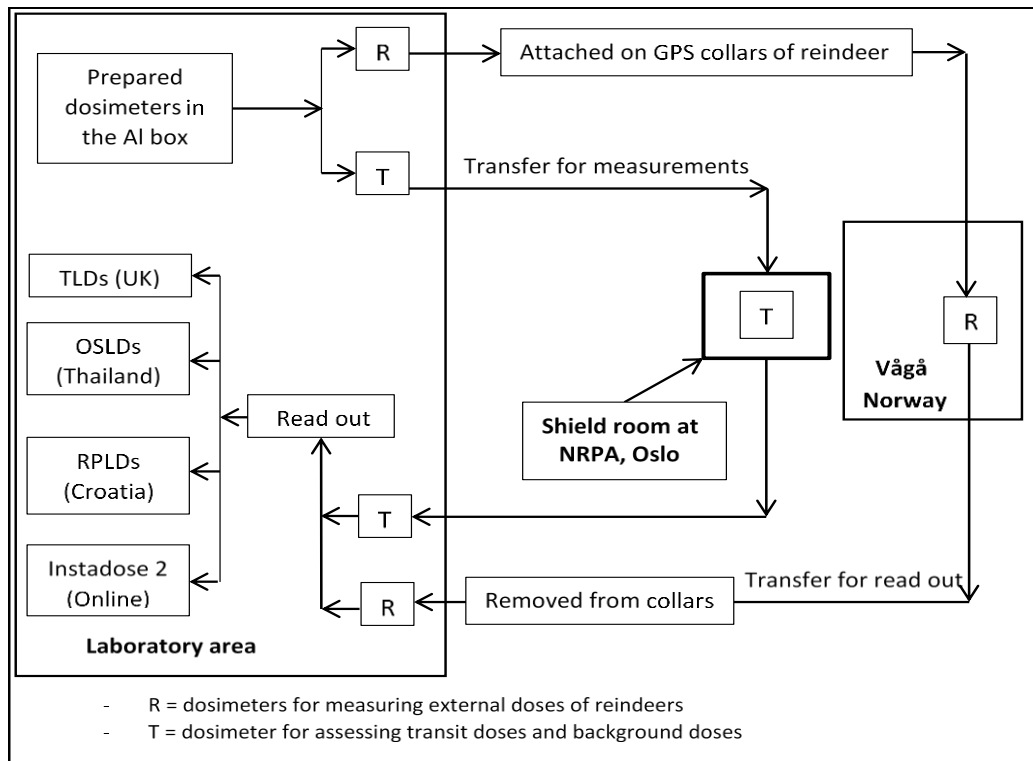 Prepared
dosimeters in
the Al box
R
Attached on GPS collars of reindeer
T
Transfer for measurements
T
Shield room at
NRPA, Oslo
R
Vågå
Norway
TLDs (UK)
OSLDs
(Thailand)
RPLDs
(Croatia)
Instadose 2
(Online)
Read out
T
R
Removed from collars
Transfer for read out
Laboratory area
- R = dosimeters for measuring external doses of reindeers
- T = dosimeter for assessing transit doses and background doses